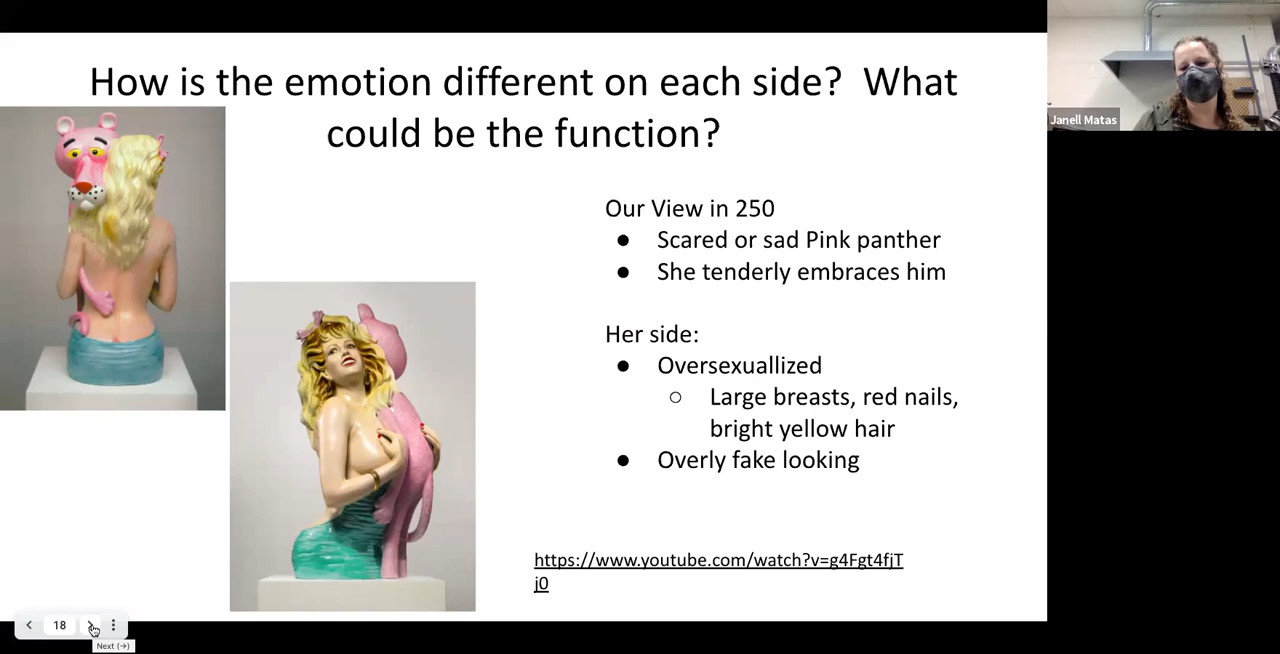 How is the emotion different on each side? What
could be the function?
Our View in 250
● Scared or sad Pink panther
● She tenderly embraces him
Her side:
● Oversexuallized
○ Large breasts, red nails,
bright yellow hair
● Overly fake looking
https://www.youtube.com/watch?v=g4Fgt4fjT
j0
Janell Matas
18
Next (→)